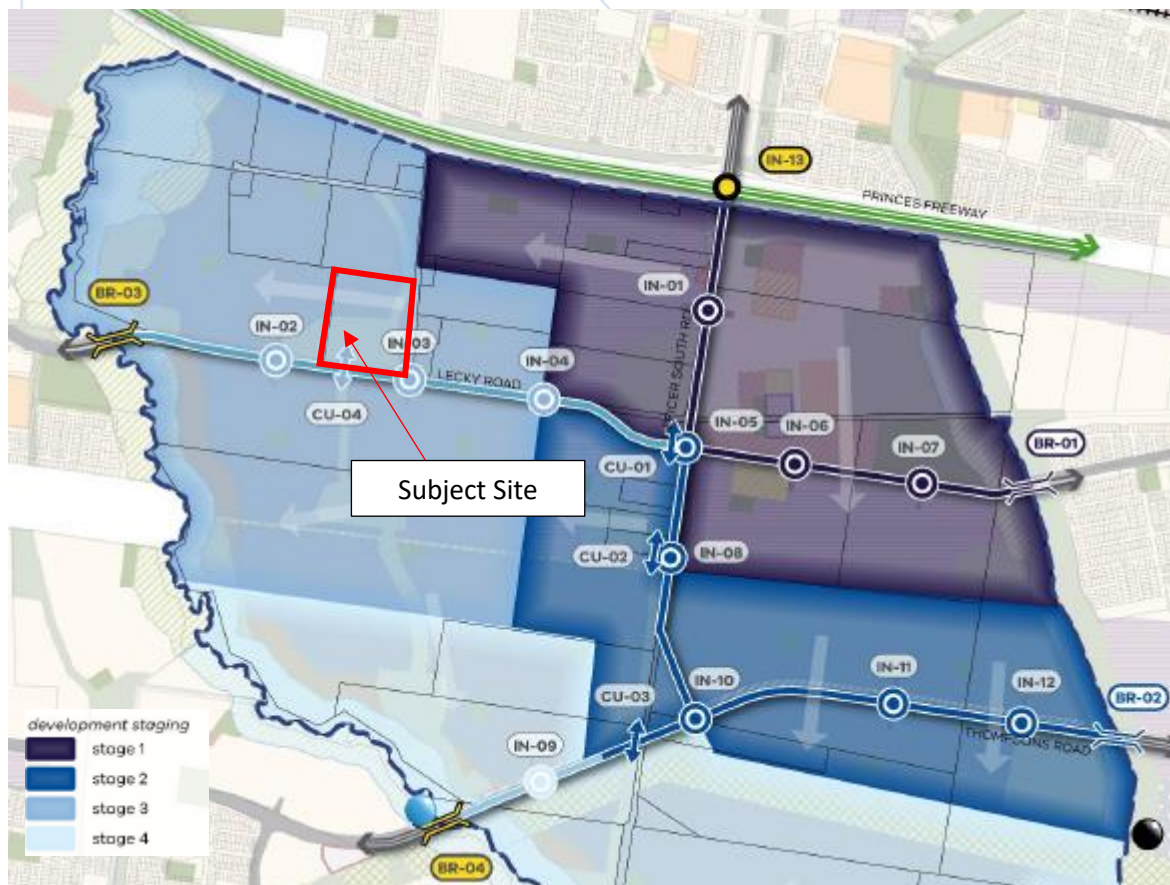 IN-13
PRINCES FREEWAY
BR-03
IN-01
IN-02
IN-03
IN-04
LECKY ROAD
CU-04
ICER SOUTH RD
IN-05
IN-06
IN-07
BR-01
CU-01
Subject Site
CU-02
IN-08
CU-03
IN-10
IN-11
IN-12
BR-02
THOMPSONS ROAD
IN-09
development staging
stage 1
stage 2
stage 3
stage 4
BR-04